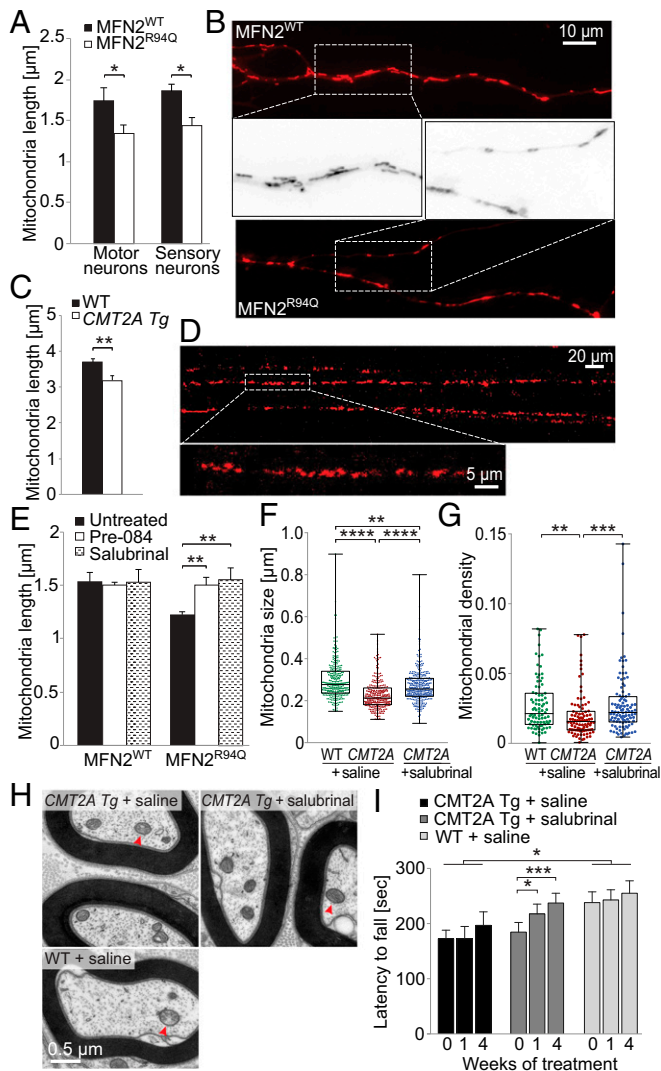 A
MFN2WT
MFN2R94Q
Mitochondria length [µm]
2.5
2
1.5
1
0.5
0
*
*
Motor
neurons
Sensory
neurons
B
MFN2WT
10 µm
MFN2R94Q
C
WT
CMT2A Tg
Mitochondria length [µm]
5
4
3
2
1
0
**
D
20 µm
5 µm
E
Untreated
Pre-084
Salubrinal
Mitochondria length [µm]
2
1.5
1
0.5
0
**
**
MFN2WT
MFN2R94Q
F
Mitochondria size [µm]
1.0
0.8
0.6
0.4
0.2
0
**
****
****
WT CMT2A CMT2A
+saline +salubrinal
G
Mitochondrial density
0.15
0.10
0.05
0
**
***
WT CMT2A CMT2A
+saline +salubrinal
H
CMT2A Tg + saline
CMT2A Tg + salubrinal
WT + saline
0.5 µm
I
CMT2A Tg + saline
CMT2A Tg + salubrinal
WT + saline
Latency to fall [sec]
300
200
100
0
*
***
*
0 1 4 0 1 4 0 1 4
Weeks of treatment